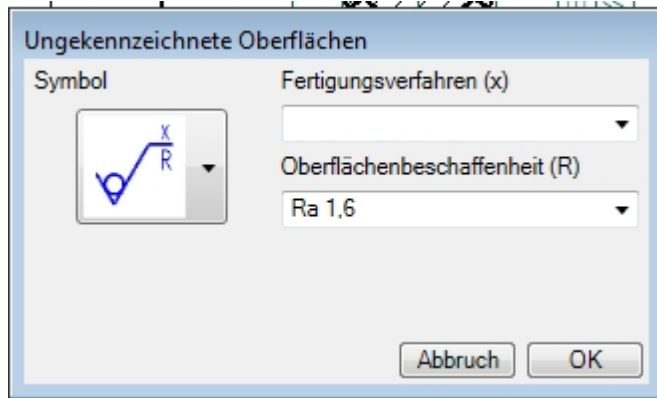 Ungekennzeichnete Oberflächen
Symbol
Fertigungsverfahren (x)
x
R
Oberflächenbeschaffenheit (R)
Ra 1,6
Abbruch
OK